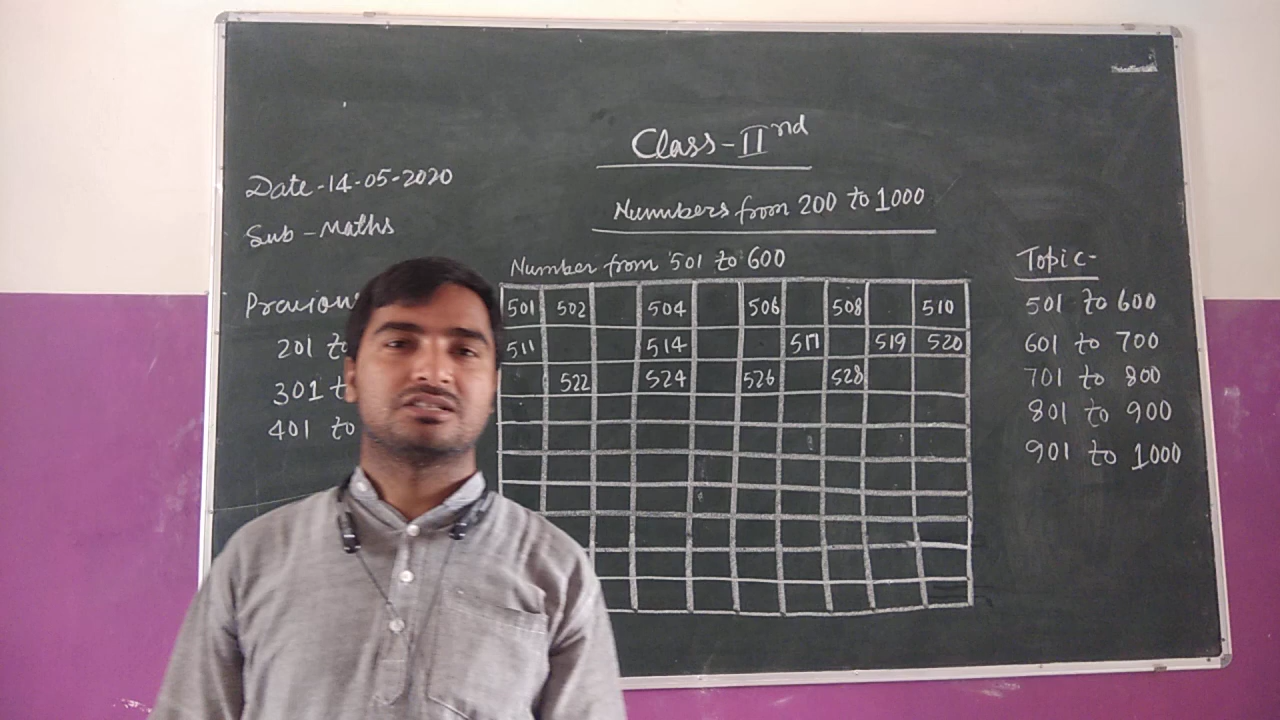 Class-IInd
Date-14-05-2020
Numbers from 200 to 1000
Sub-Maths
Number from 501 to 600
501 502 504 506 508 510
511 514 517 519 520
522 524 526 528
201 to
301 t
401 to
Topic-
501 to 600
601 to 700
701 to 800
801 to 900
901 to 1000